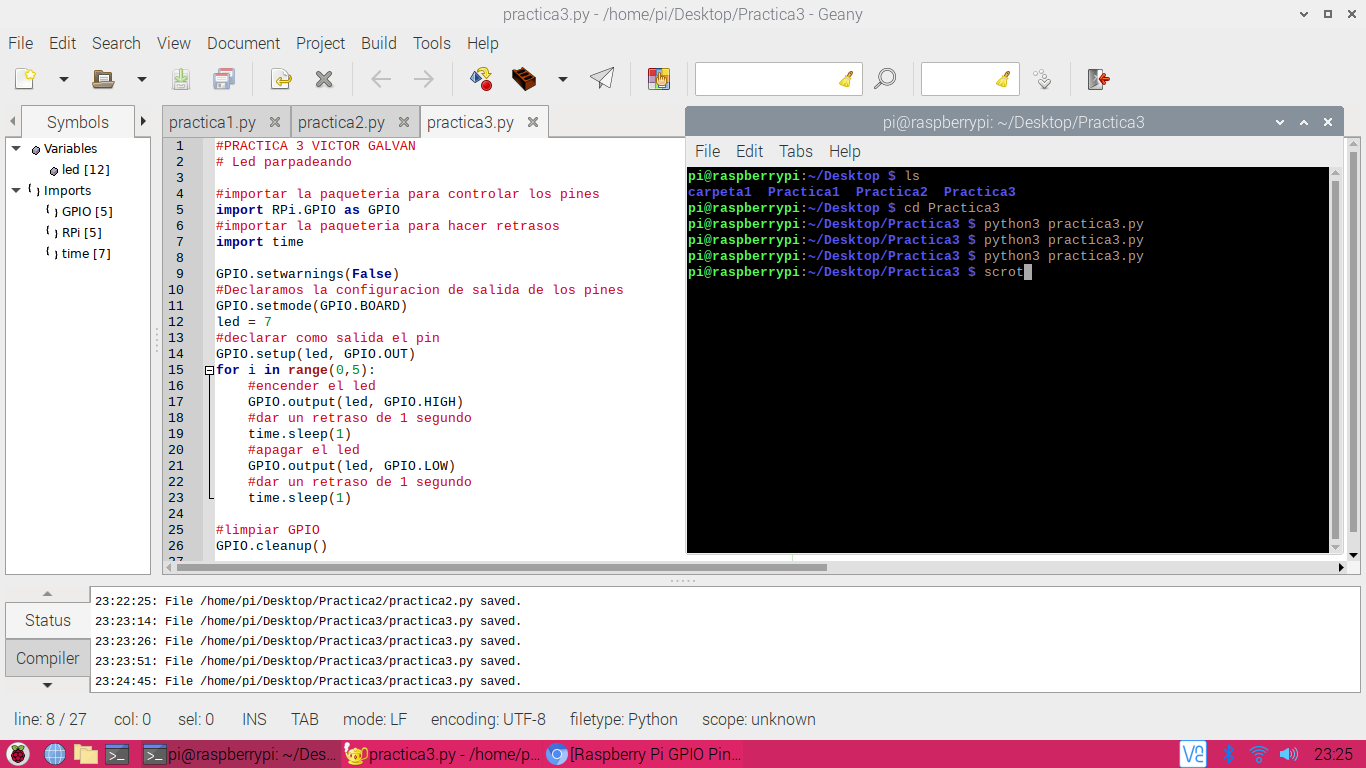 practica3.py - /home/pi/Desktop/Practica3 - Geany
File Edit Search View Document Project Build Tools Help
Symbols
Variables
led [12]
Imports
GPIO [5]
RPi [5]
time [7]
practica1.py practica2.py practica3.py
1 #PRACTICA 3 VICTOR GALVAN
2 # Led parpadeando
3
4 #importar la paqueteria para controlar los pines
5 import RPi.GPIO as GPIO
6 #importar la paqueteria para hacer retrasos
7 import time
8
9 GPIO.setwarnings(False)
10 #Declaramos la configuracion de salida de los pines
11 GPIO.setmode(GPIO.BOARD)
12 led = 7
13 #declarar como salida el pin
14 GPIO.setup(led, GPIO.OUT)
15 for i in range(0,5):
16 #encender el led
17 GPIO.output(led, GPIO.HIGH)
18 #dar un retraso de 1 segundo
19 time.sleep(1)
20 #apagar el led
21 GPIO.output(led, GPIO.LOW)
22 #dar un retraso de 1 segundo
23 time.sleep(1)
24
25 #limpiar GPIO
26 GPIO.cleanup()
27
pi@raspberrypi: ~/Desktop/Practica3
File Edit Tabs Help
pi@raspberrypi:~/Desktop $ ls
carpeta1 Practica1 Practica2 Practica3
pi@raspberrypi:~/Desktop $ cd Practica3
pi@raspberrypi:~/Desktop/Practica3 $ python3 practica3.py
pi@raspberrypi:~/Desktop/Practica3 $ python3 practica3.py
pi@raspberrypi:~/Desktop/Practica3 $ python3 practica3.py
pi@raspberrypi:~/Desktop/Practica3 $ scrot
Status
Compiler
23:22:25: File /home/pi/Desktop/Practica2/practica2.py saved.
23:23:14: File /home/pi/Desktop/Practica3/practica3.py saved.
23:23:26: File /home/pi/Desktop/Practica3/practica3.py saved.
23:23:51: File /home/pi/Desktop/Practica3/practica3.py saved.
23:24:45: File /home/pi/Desktop/Practica3/practica3.py saved.
line: 8 / 27 col: 0 sel: 0 INS TAB mode: LF encoding: UTF-8 filetype: Python scope: unknown
pi@raspberrypi: ~/Des... practica3.py - /home/p... [Raspberry Pi GPIO Pin... 23:25